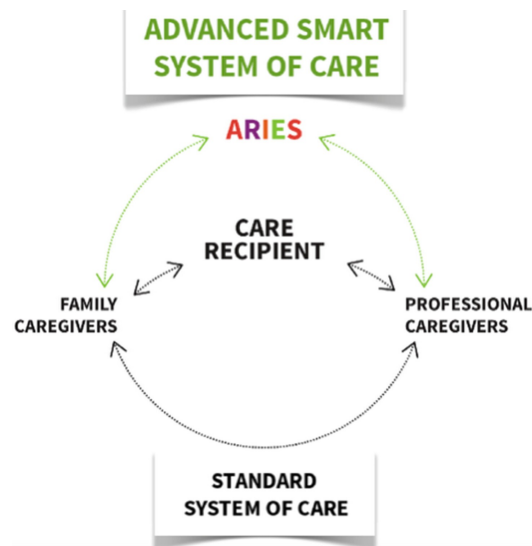 ADVANCED SMART
SYSTEM OF CARE
ARIES
CARE
RECIPIENT
FAMILY
CAREGIVERS
PROFESSIONAL
CAREGIVERS
STANDARD
SYSTEM OF CARE